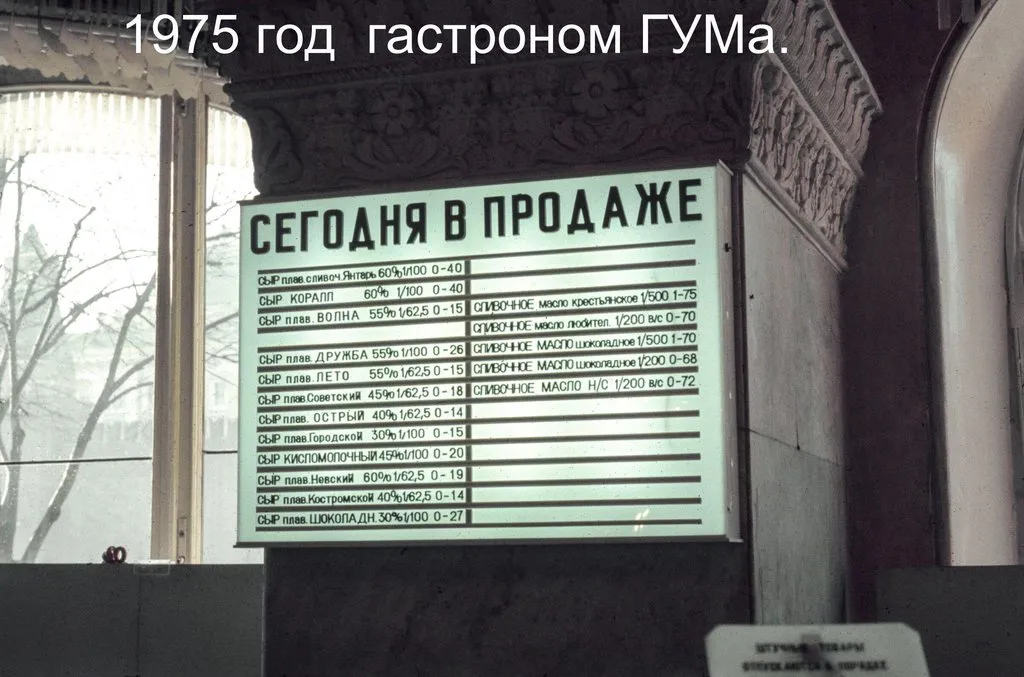 1975 год гастроном ГУМа.
СЕГОДНЯ В ПРОДАЖЕ
СЫР плав.сливоч.Янтарь 60% 1/100 0-40
СЫР КОРАЛЛ 60% 1/100 0-40
СЫР плав. ВОЛНА 55% 1/62,5 0-15
СЫР плав. ДРУЖБА 55% 1/100 0-26
СЫР плав. ЛЕТО 55% 1/62,5 0-15
СЫР плав.Советский 45% 1/62,5 0-18
СЫР плав. ОСТРЫЙ 40% 1/62,5 0-14
СЫР плав.Городской 30% 1/100 0-15
СЫР КИСЛОМОЛОЧНЫЙ 45% 1/100 0-20
СЫР плав.Невский 60% 1/62,5 0-19
СЫР плав.Костромской 40% 1/62,5 0-14
СЫР плав.ШОКОЛАДН. 30% 1/100 0-27
СЛИВОЧНОЕ масло крестьянское 1/500 1-75
СЛИВОЧНОЕ масло любител. 1/200 в/с 0-70
СЛИВОЧНОЕ МАСЛО шоколадное 1/500 1-70
СЛИВОЧНОЕ МАСЛО шоколадное 1/200 0-68
СЛИВОЧНОЕ МАСЛО Н/С 1/200 в/с 0-72
ШТУЧНЫЕ ТОВАРЫ
ОТПУСКАЮТСЯ В ПОРЯДКЕ